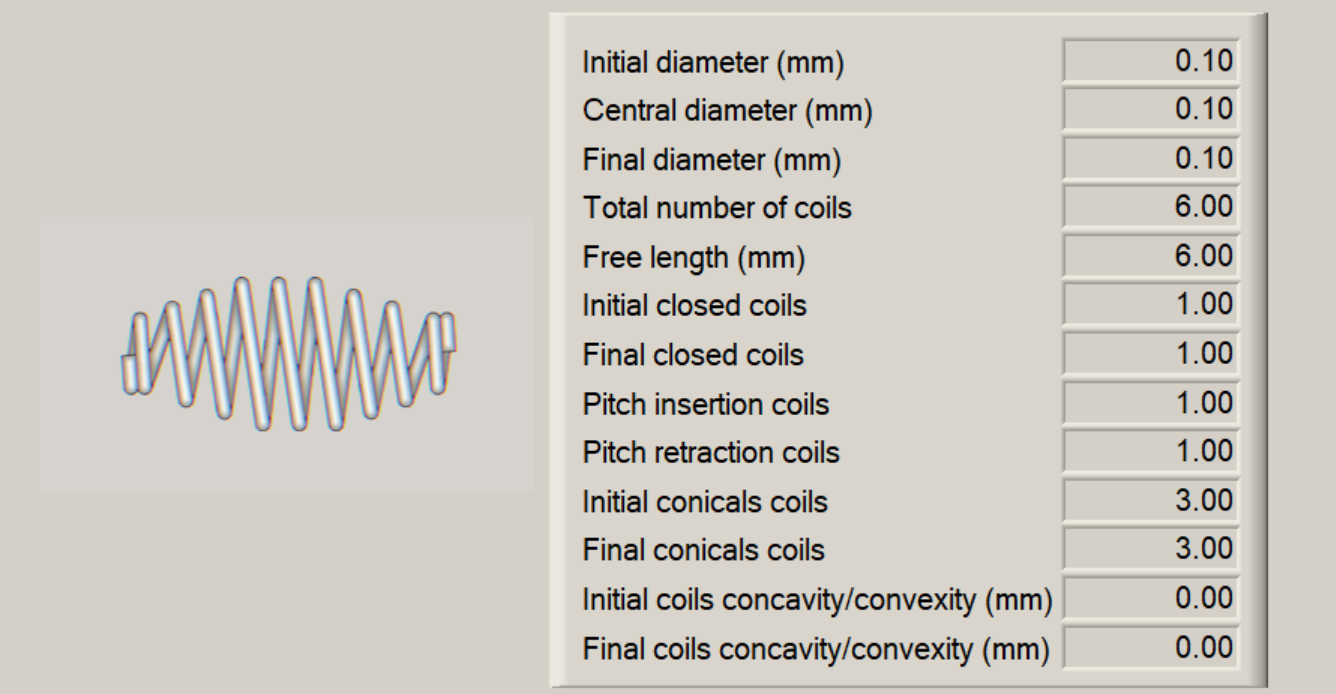 Initial diameter (mm) 0.10
Central diameter (mm) 0.10
Final diameter (mm) 0.10
Total number of coils 6.00
Free length (mm) 6.00
Initial closed coils 1.00
Final closed coils 1.00
Pitch insertion coils 1.00
Pitch retraction coils 1.00
Initial conicals coils 3.00
Final conicals coils 3.00
Initial coils concavity/convexity (mm) 0.00
Final coils concavity/convexity (mm) 0.00